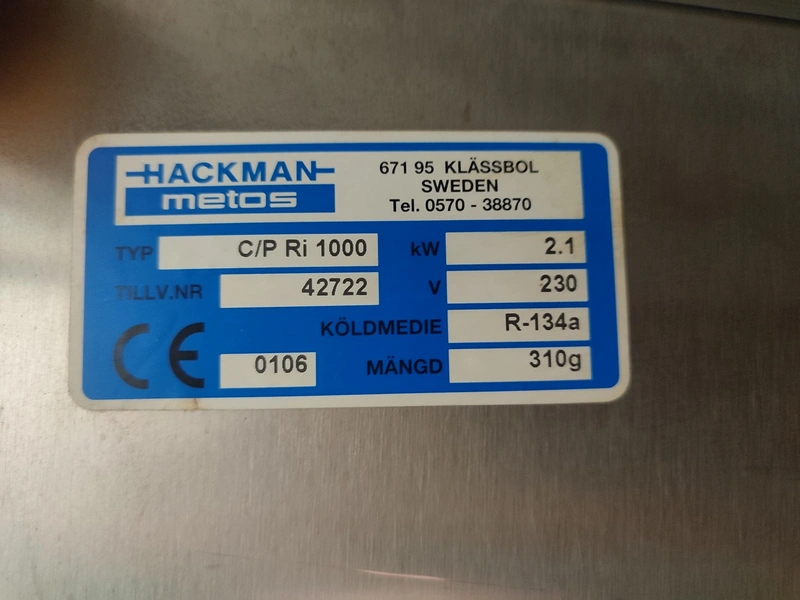 HACKMAN
metos
671 95 KLÄSSBOL
SWEDEN
Tel. 0570 - 38870
TYP C/P Ri 1000 kW 2.1
TILLV.NR 42722 V 230
KÖLDMEDIE R-134a
CE 0106 MÄNGD 310g